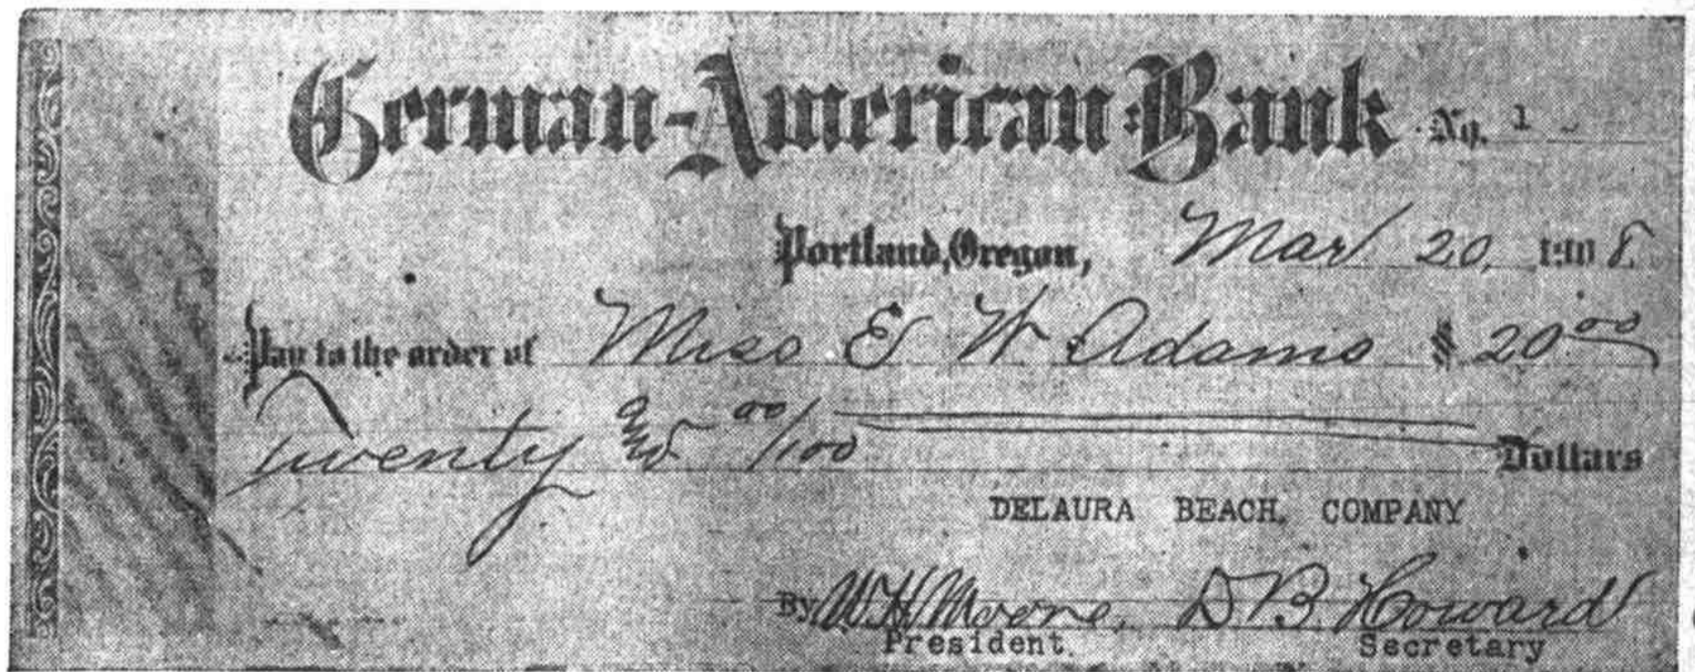 German-American Bank No. 1
Portland, Oregon, Mar 20, 1908.
Pay to the order of Miss E W Adams $ 20.00
Twenty and 00/100 Dollars
DELAURA BEACH, COMPANY
By W H Moore, D B Howard
President. Secretary